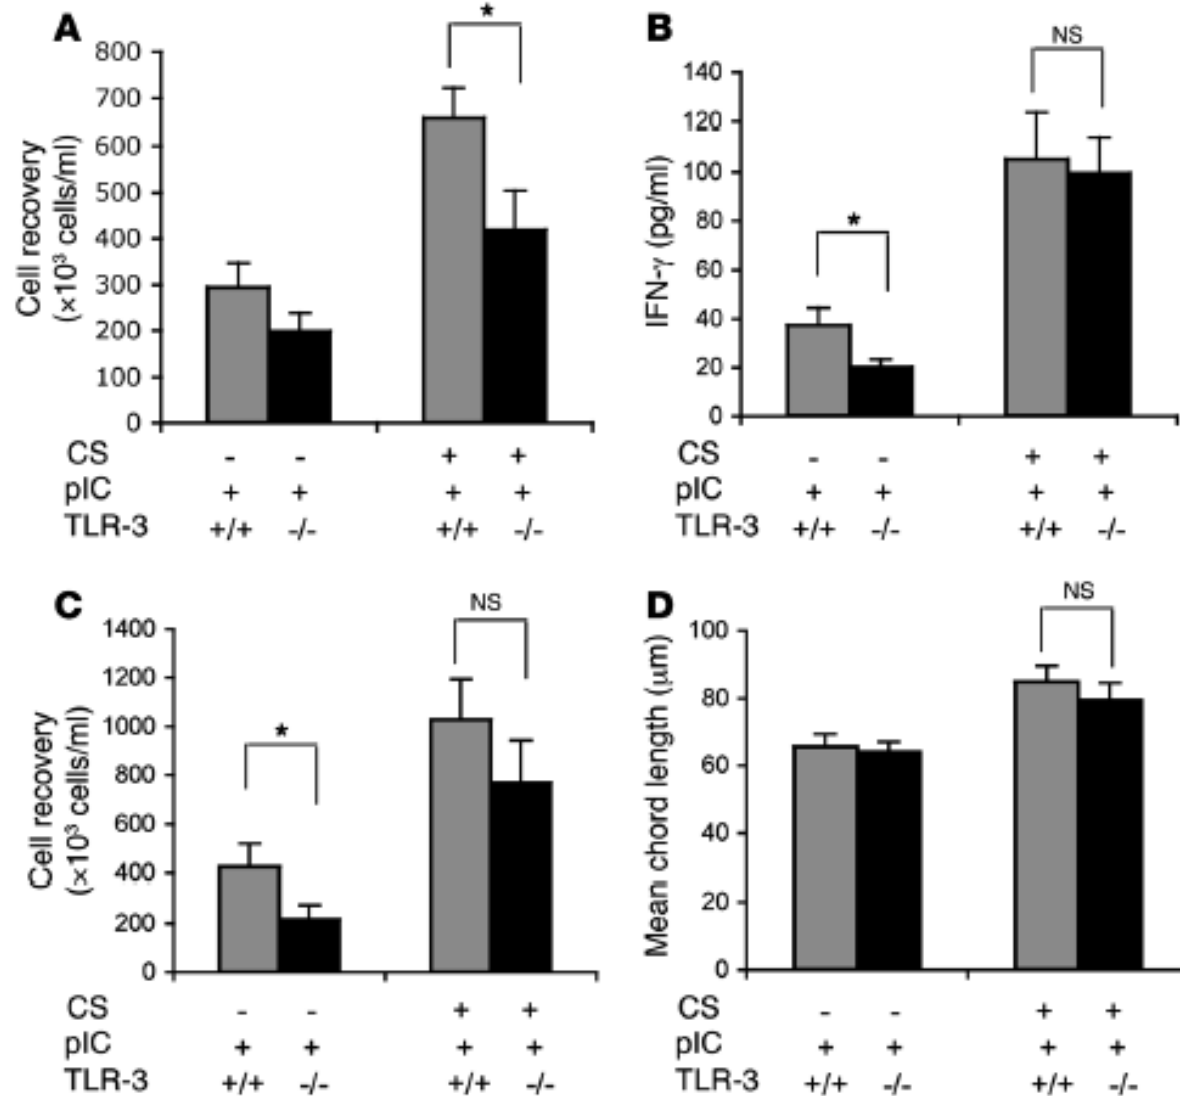 A
*
800
700
600
500
400
300
200
100
0
Cell recovery
(×10³ cells/ml)
CS - - + +
pIC + + + +
TLR-3 +/+ -/- +/+ -/-
B
NS
*
140
120
100
80
60
40
20
0
IFN-γ (pg/ml)
CS - - + +
pIC + + + +
TLR-3 +/+ -/- +/+ -/-
C
NS
*
1400
1200
1000
800
600
400
200
0
Cell recovery
(×10³ cells/ml)
CS - - + +
pIC + + + +
TLR-3 +/+ -/- +/+ -/-
D
NS
100
80
60
40
20
0
Mean chord length (μm)
CS - - + +
pIC + + + +
TLR-3 +/+ -/- +/+ -/-